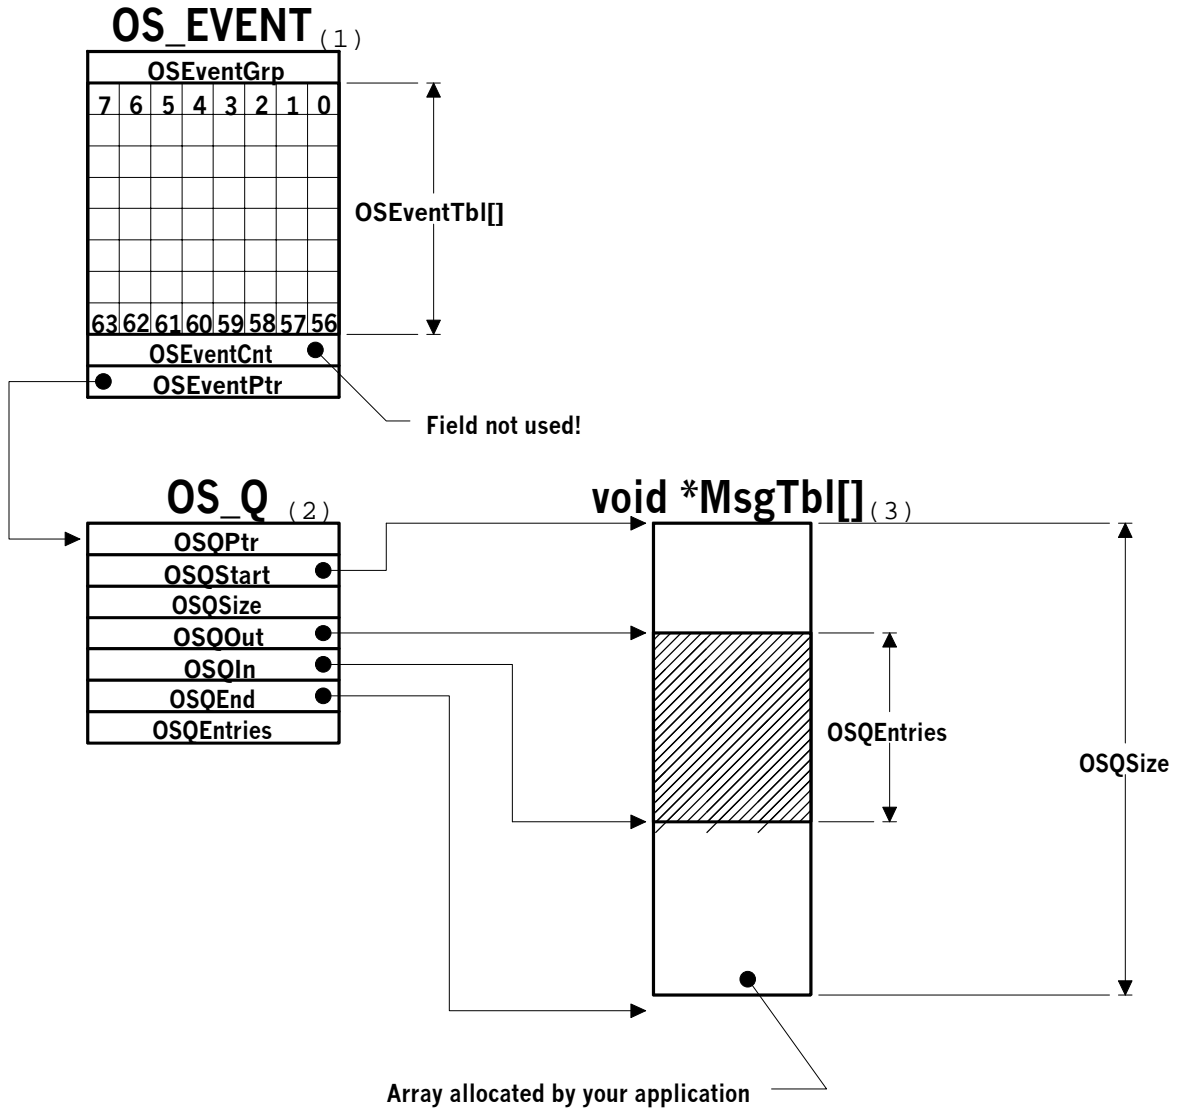 OS_EVENT (1)
OSEventGrp
7 6 5 4 3 2 1 0
OSEventTbl[]
63 62 61 60 59 58 57 56
OSEventCnt
OSEventPtr
Field not used!
OS_Q (2)
void *MsgTbl[] (3)
OSQPtr
OSQStart
OSQSize
OSQOut
OSQIn
OSQEnd
OSQEntries
OSQEntries
OSQSize
Array allocated by your application